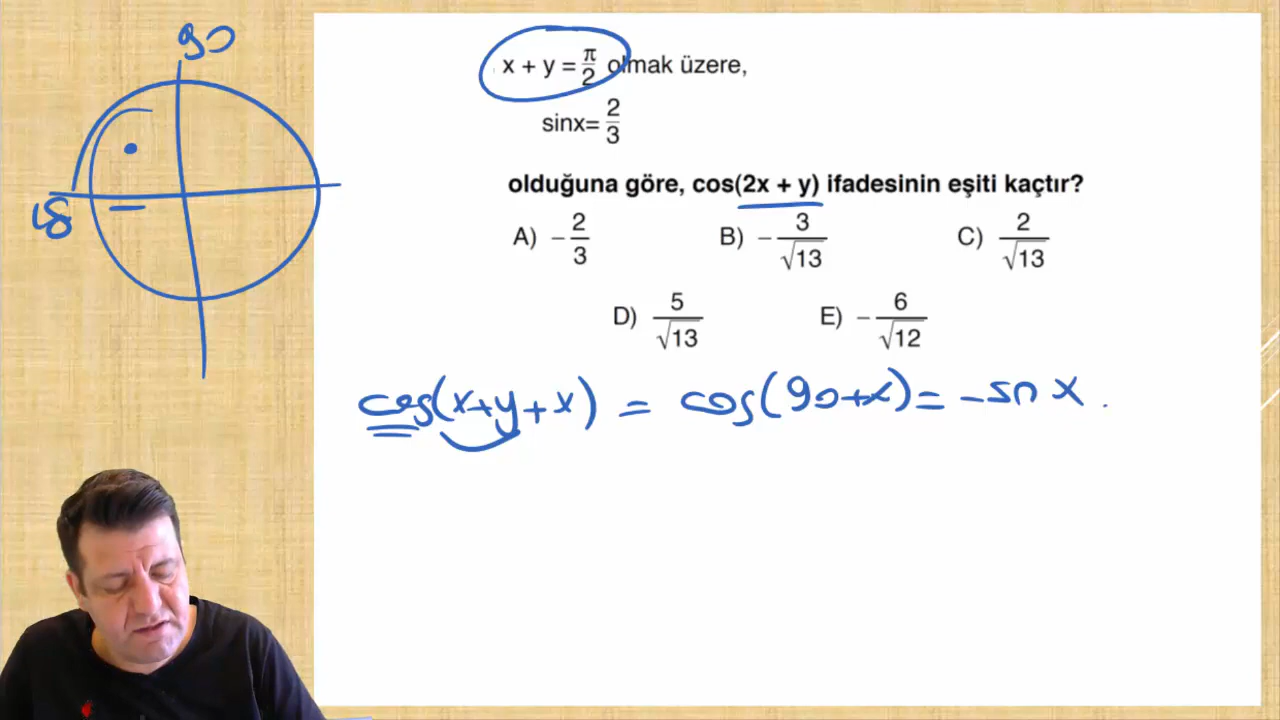 90
18
x + y = π/2 olmak üzere,
sinx= 2/3
olduğuna göre, cos(2x + y) ifadesinin eşiti kaçtır?
A) -2/3 B) -3/√13 C) 2/√13
D) 5/√13 E) -6/√12
cos(x+y+x) = cos(90+x) = -sın x .